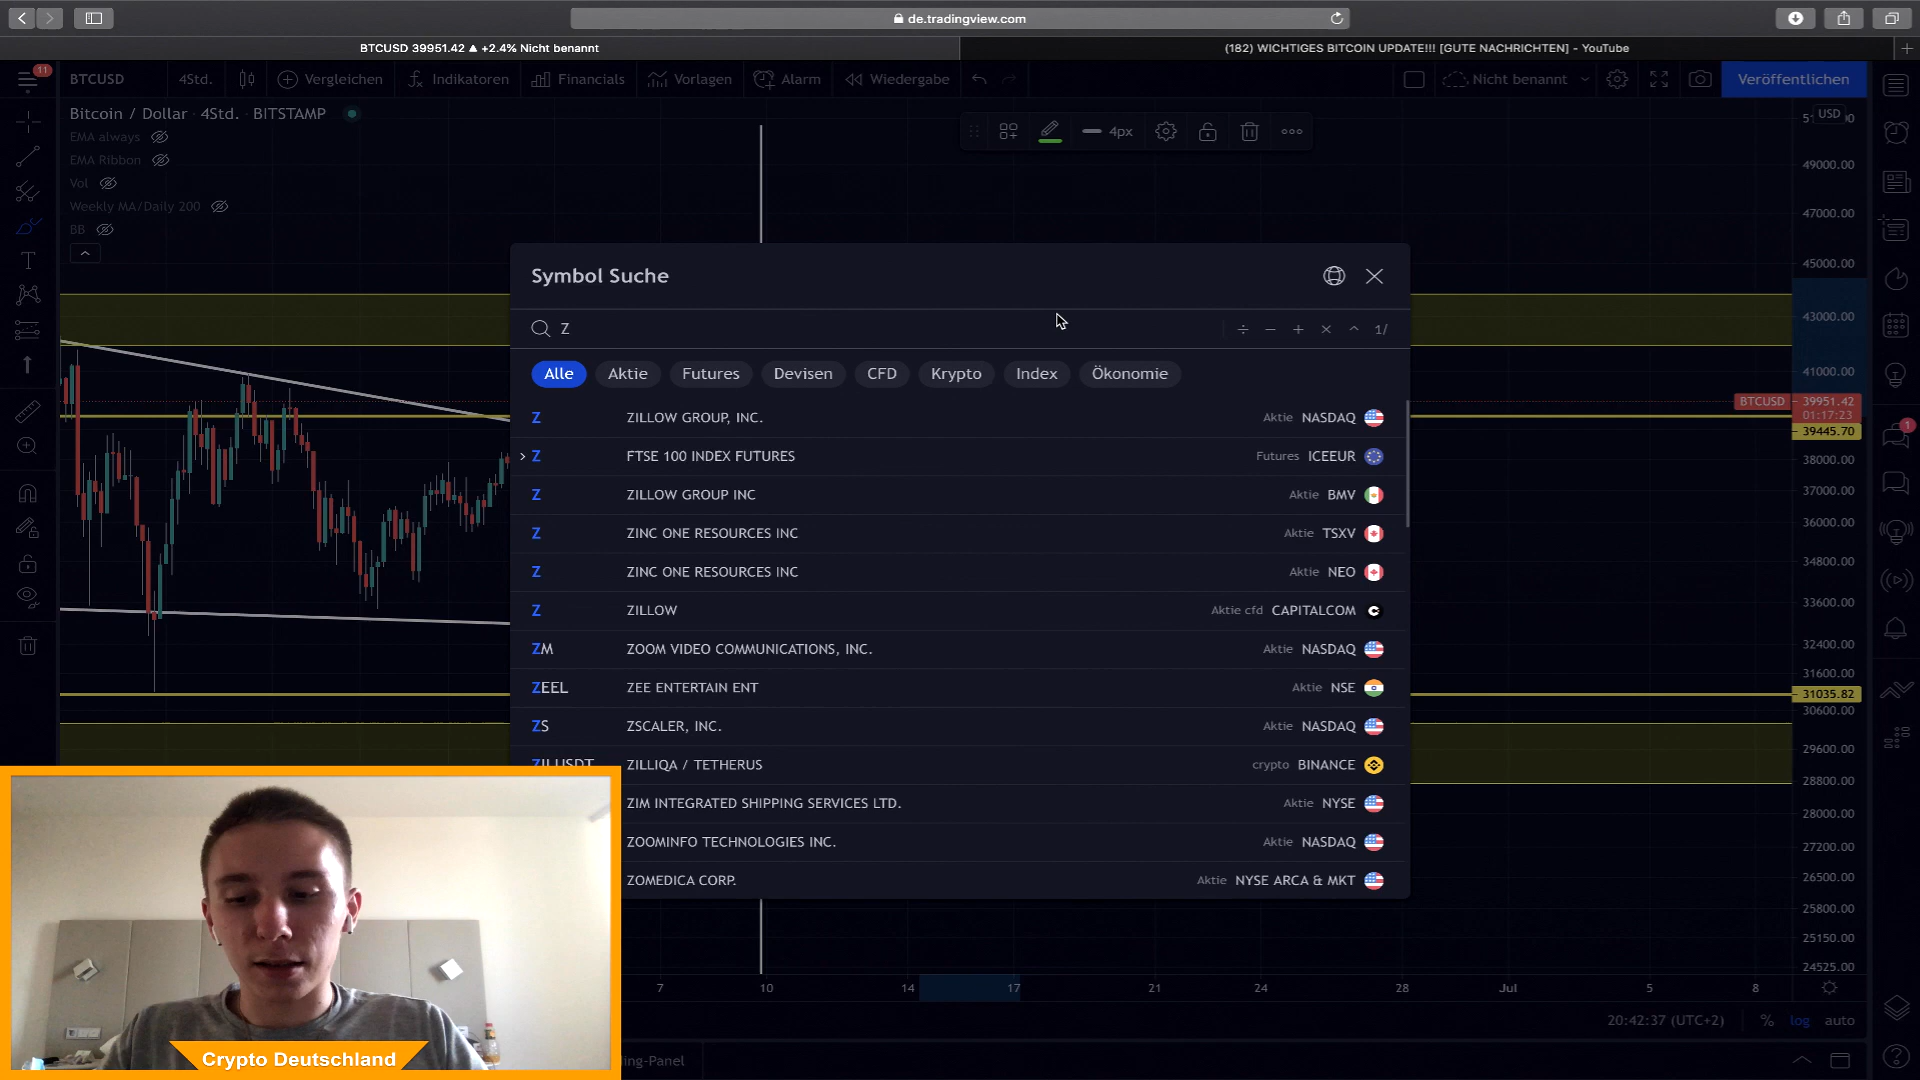 de.tradingview.com
BTCUSD 39951.42 ▲ +2.4% Nicht benannt
(182) WICHTIGES BITCOIN UPDATE!!! [GUTE NACHRICHTEN] - YouTube
11
BTCUSD
4Std.
Vergleichen
Indikatoren
Financials
Vorlagen
Alarm
Wiedergabe
Nicht benannt
Veröffentlichen
Bitcoin / Dollar · 4Std. · BITSTAMP
EMA always
EMA Ribbon
Vol
Weekly MA/Daily 200
BB
4px
USD
49000.00
47000.00
45000.00
43000.00
41000.00
BTCUSD 39951.42
01:17:23
39445.70
38000.00
37000.00
36000.00
34800.00
33600.00
32400.00
31600.00
31035.82
30600.00
29600.00
28800.00
28000.00
27200.00
26500.00
25800.00
25150.00
24525.00
1
Symbol Suche
Z
÷ − + × ^ 1/
Alle
Aktie
Futures
Devisen
CFD
Krypto
Index
Ökonomie
Z ZILLOW GROUP, INC. Aktie NASDAQ
Z FTSE 100 INDEX FUTURES Futures ICEEUR
Z ZILLOW GROUP INC Aktie BMV
Z ZINC ONE RESOURCES INC Aktie TSXV
Z ZINC ONE RESOURCES INC Aktie NEO
Z ZILLOW Aktie cfd CAPITALCOM
ZM ZOOM VIDEO COMMUNICATIONS, INC. Aktie NASDAQ
ZEEL ZEE ENTERTAIN ENT Aktie NSE
ZS ZSCALER, INC. Aktie NASDAQ
ZILUSDT ZILLIQA / TETHERUS crypto BINANCE
ZIM INTEGRATED SHIPPING SERVICES LTD. Aktie NYSE
ZOOMINFO TECHNOLOGIES INC. Aktie NASDAQ
ZOMEDICA CORP. Aktie NYSE ARCA & MKT
7 10 14 17 21 24 28 Jul 5 8
20:42:37 (UTC+2) % log auto
ing-Panel
Crypto Deutschland